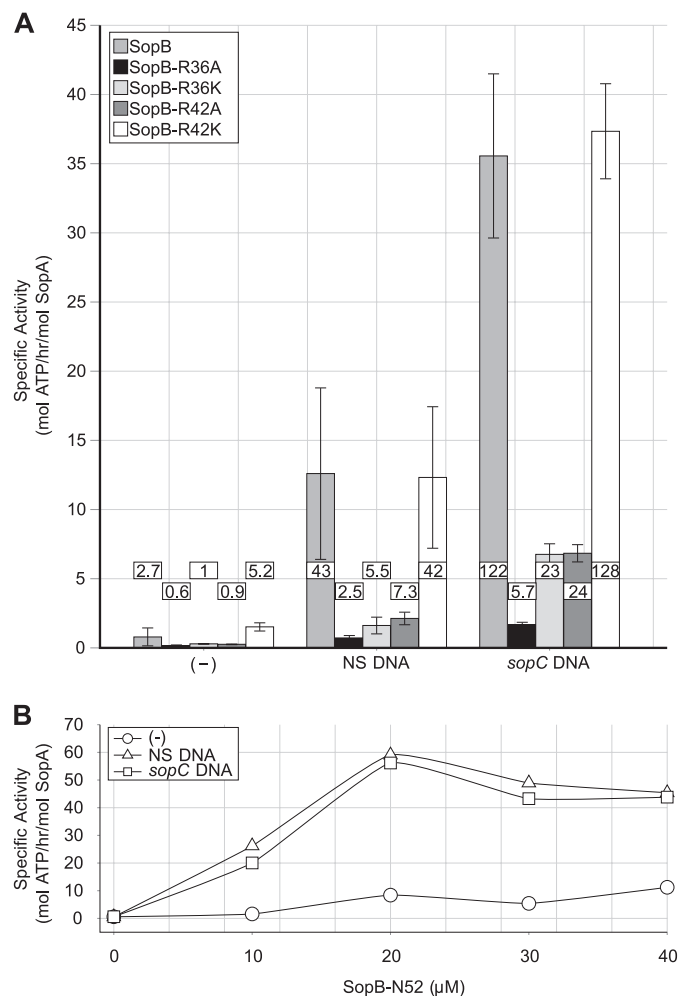 A
45
40
35
30
25
20
15
10
5
0
Specific Activity
(mol ATP/hr/mol SopA)
SopB
SopB-R36A
SopB-R36K
SopB-R42A
SopB-R42K
2.7
0.6
1
0.9
5.2
43
2.5
5.5
7.3
42
122
5.7
23
24
128
(−)
NS DNA
sopC DNA
B
70
60
50
40
30
20
10
0
Specific Activity
(mol ATP/hr/mol SopA)
(-)
NS DNA
sopC DNA
0
10
20
30
40
SopB-N52 (µM)